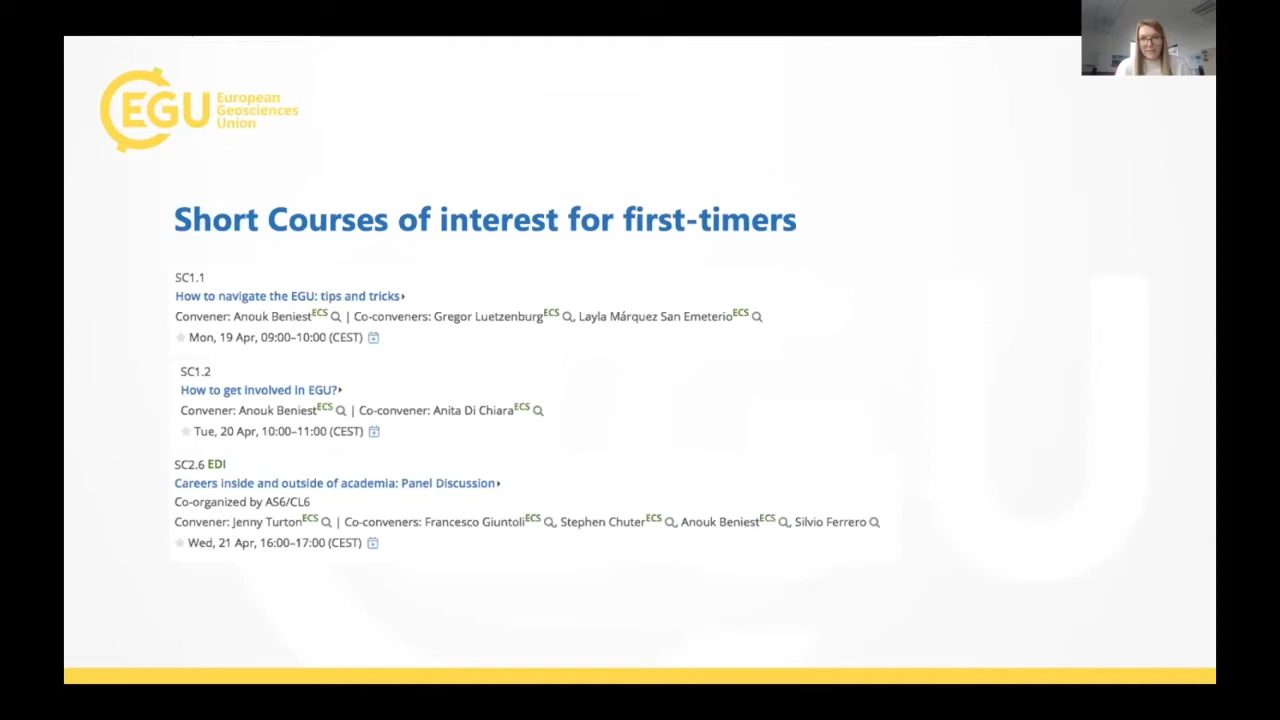 EGU
European
Geosciences
Union
Short Courses of interest for first-timers
SC1.1
How to navigate the EGU: tips and tricks
Convener: Anouk Beniest ECS | Co-conveners: Gregor Luetzenburg ECS, Layla Márquez San Emeterio ECS
Mon, 19 Apr, 09:00–10:00 (CEST)
SC1.2
How to get involved in EGU?
Convener: Anouk Beniest ECS | Co-convener: Anita Di Chiara ECS
Tue, 20 Apr, 10:00–11:00 (CEST)
SC2.6 EDI
Careers inside and outside of academia: Panel Discussion
Co-organized by AS6/CL6
Convener: Jenny Turton ECS | Co-conveners: Francesco Giuntoli ECS, Stephen Chuter ECS, Anouk Beniest ECS, Silvio Ferrero
Wed, 21 Apr, 16:00–17:00 (CEST)